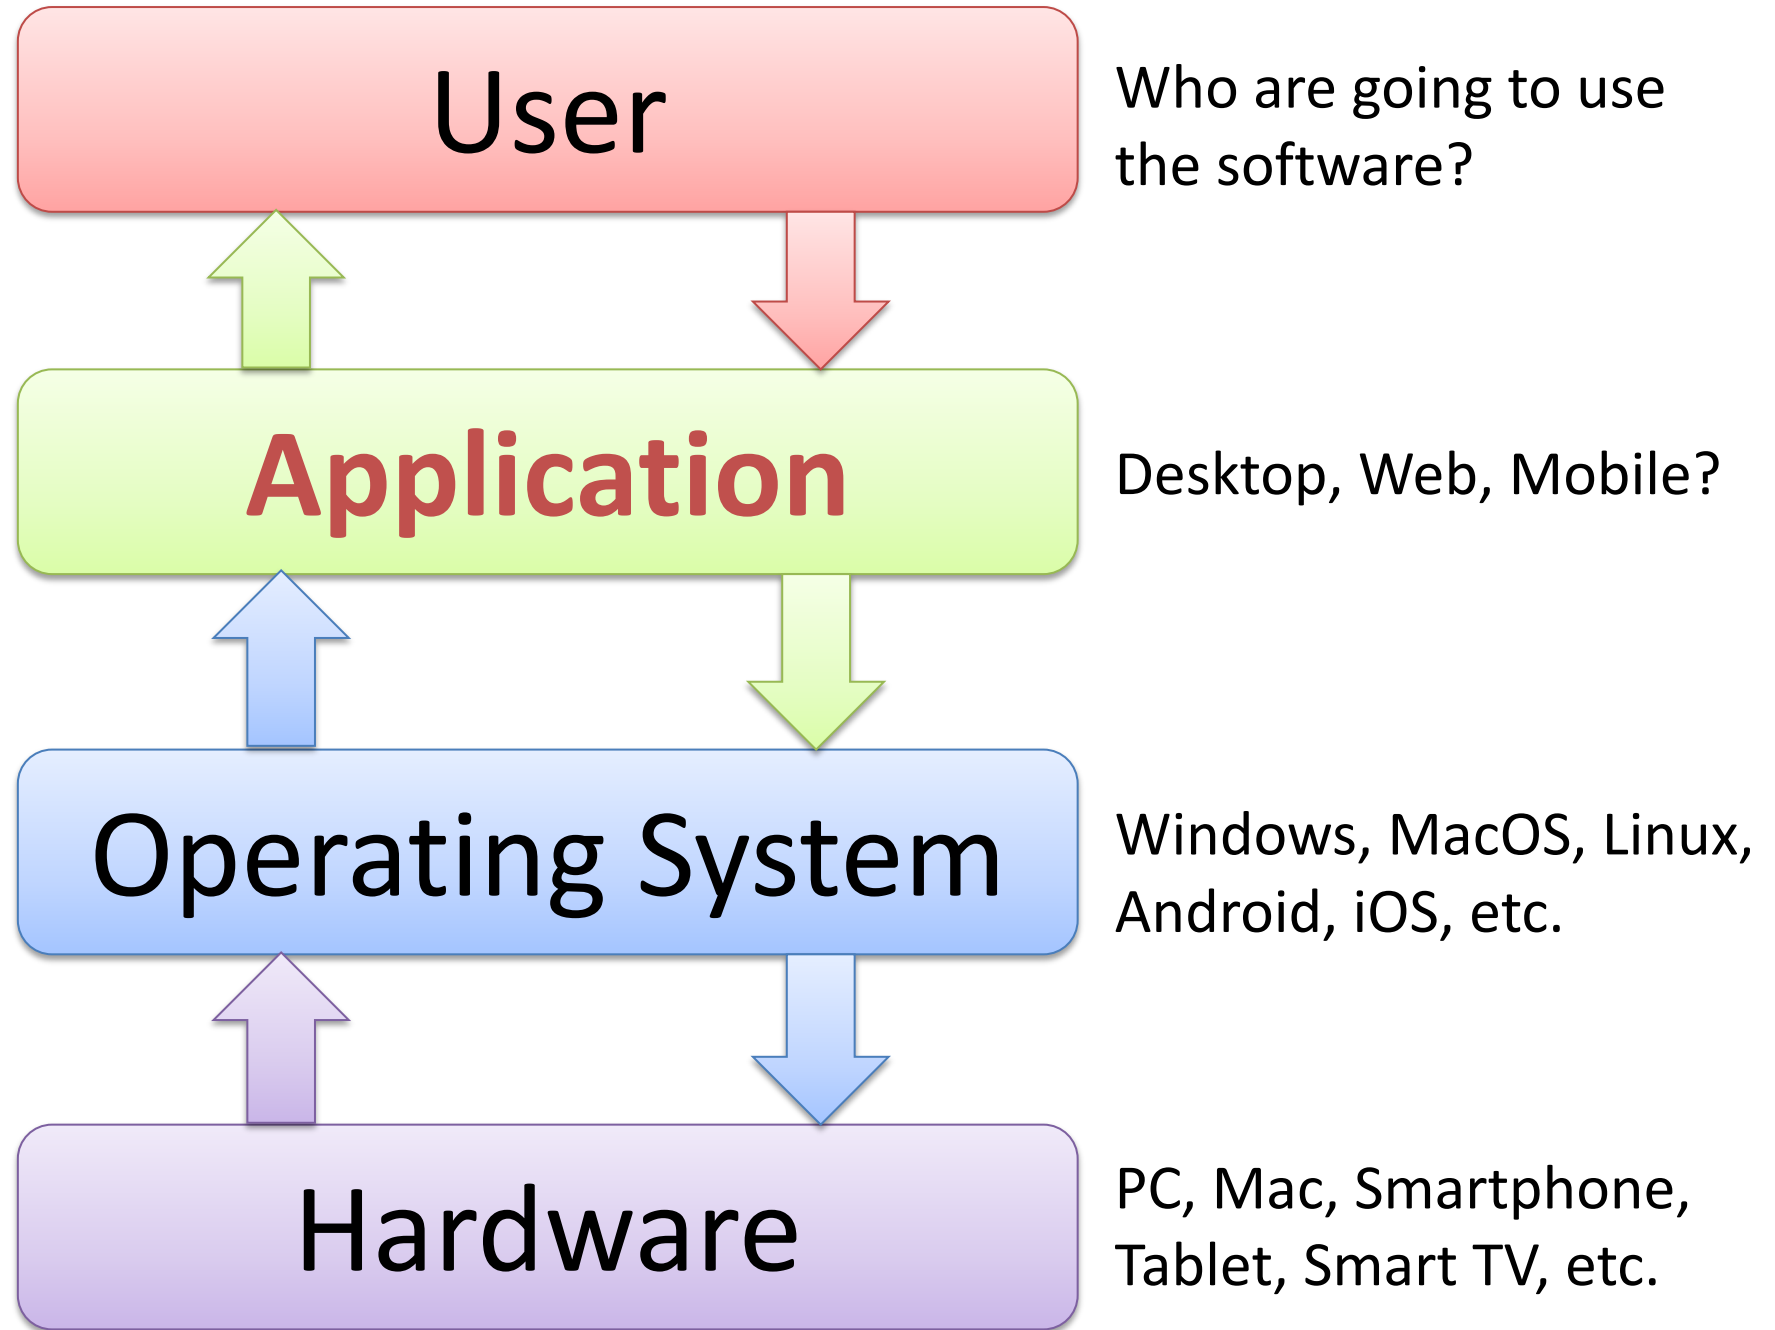 User
Who are going to use
the software?
Application
Desktop, Web, Mobile?
Operating System
Windows, MacOS, Linux,
Android, iOS, etc.
Hardware
PC, Mac, Smartphone,
Tablet, Smart TV, etc.